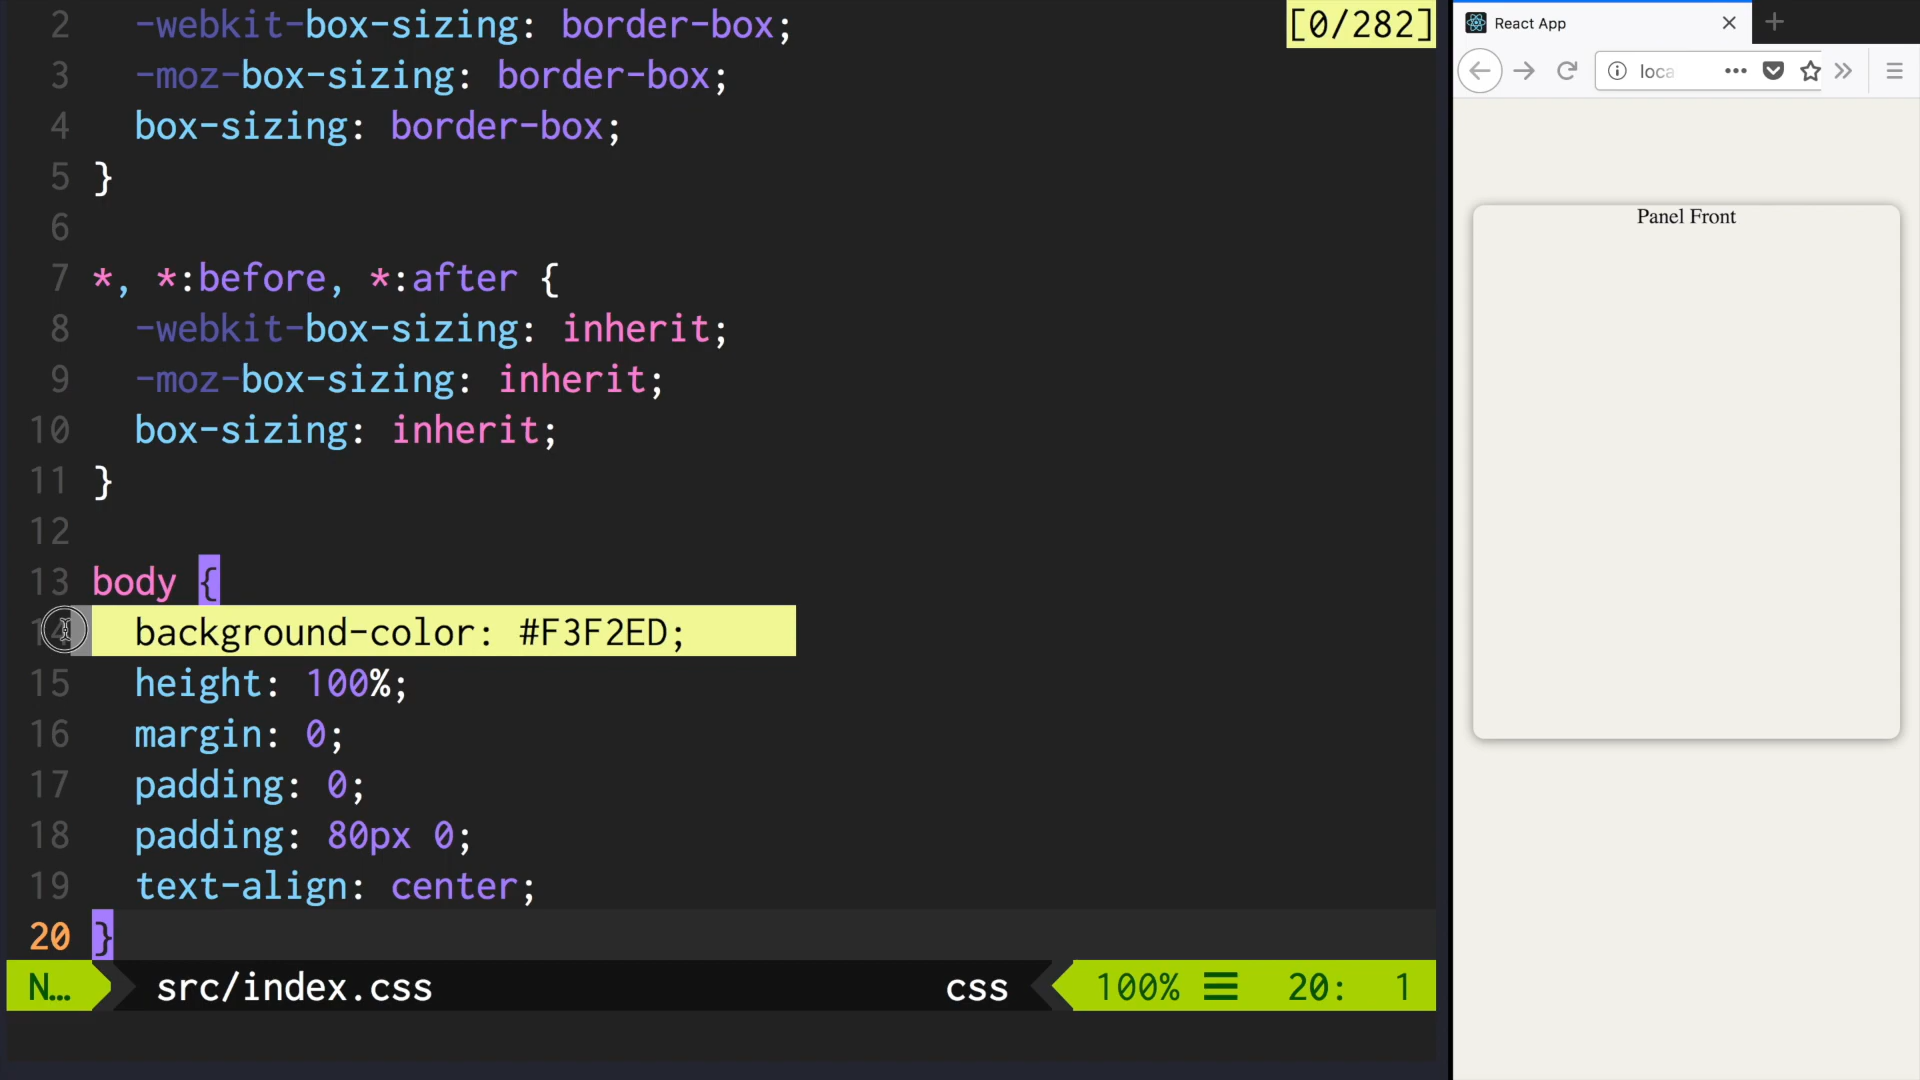 2 -webkit-box-sizing: border-box;
3 -moz-box-sizing: border-box;
4 box-sizing: border-box;
5 }
6
7 *, *:before, *:after {
8 -webkit-box-sizing: inherit;
9 -moz-box-sizing: inherit;
10 box-sizing: inherit;
11 }
12
13 body {
14 background-color: #F3F2ED;
15 height: 100%;
16 margin: 0;
17 padding: 0;
18 padding: 80px 0;
19 text-align: center;
20 }
[0/282]
N... src/index.css css 100% 20: 1
React App
loca
Panel Front